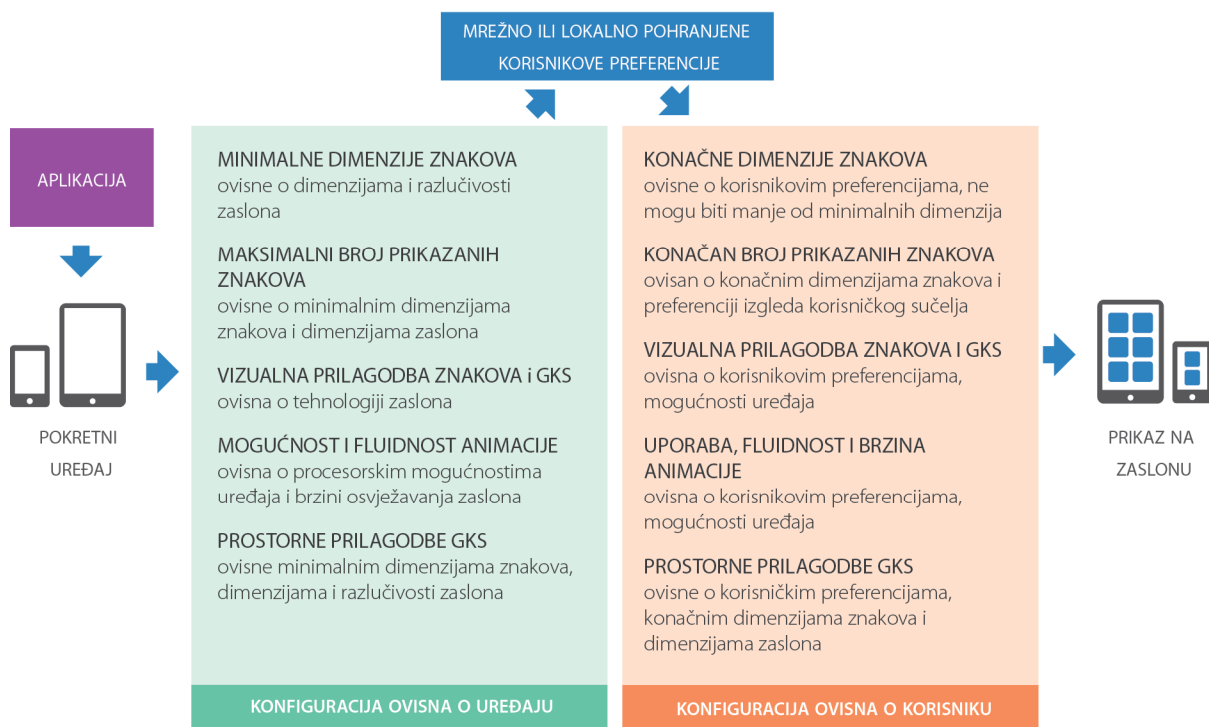 MREŽNO ILI LOKALNO POHRANJENE
KORISNIKOVE PREFERENCIJE
APLIKACIJA
POKRETNI
UREĐAJ
MINIMALNE DIMENZIJE ZNAKOVA
ovisne o dimenzijama i razlučivosti
zaslona
MAKSIMALNI BROJ PRIKAZANIH
ZNAKOVA
ovisne o minimalnim dimenzijama
znakova i dimenzijama zaslona
VIZUALNA PRILAGODBA ZNAKOVA i GKS
ovisna o tehnologiji zaslona
MOGUĆNOST I FLUIDNOST ANIMACIJE
ovisna o procesorskim mogućnostima
uređaja i brzini osvježavanja zaslona
PROSTORNE PRILAGODBE GKS
ovisne minimalnim dimenzijama znakova,
dimenzijama i razlučivosti zaslona
KONFIGURACIJA OVISNA O UREĐAJU
KONAČNE DIMENZIJE ZNAKOVA
ovisne o korisnikovim preferencijama, ne
mogu biti manje od minimalnih dimenzija
KONAČAN BROJ PRIKAZANIH ZNAKOVA
ovisan o konačnim dimenzijama znakova i
preferenciji izgleda korisničkog sučelja
VIZUALNA PRILAGODBA ZNAKOVA I GKS
ovisna o korisnikovim preferencijama,
mogućnosti uređaja
UPORABA, FLUIDNOST I BRZINA
ANIMACIJE
ovisna o korisnikovim preferencijama,
mogućnosti uređaja
PROSTORNE PRILAGODBE GKS
ovisne o korisničkim preferencijama,
konačnim dimenzijama znakova i
dimenzijama zaslona
KONFIGURACIJA OVISNA O KORISNIKU
PRIKAZ NA
ZASLONU